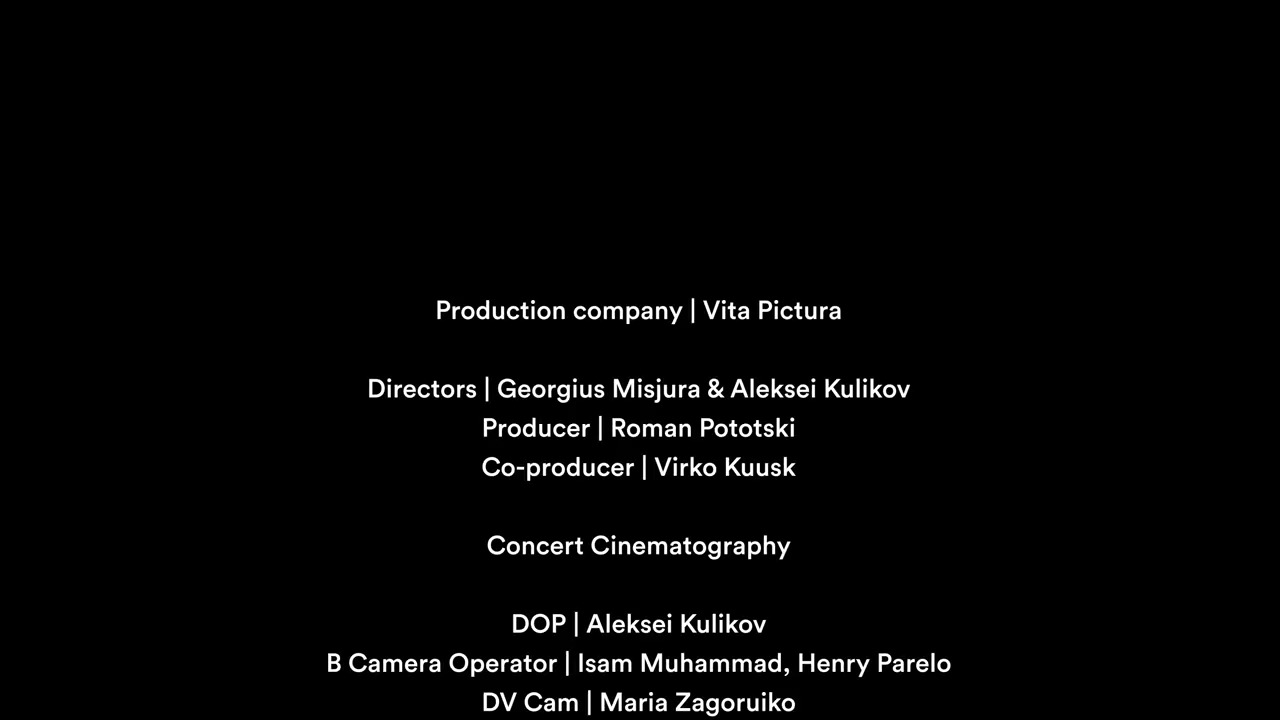 Production company | Vita Pictura
Directors | Georgius Misjura & Aleksei Kulikov
Producer | Roman Pototski
Co-producer | Virko Kuusk
Concert Cinematography
DOP | Aleksei Kulikov
B Camera Operator | Isam Muhammad, Henry Parelo
DV Cam | Maria Zagoruiko